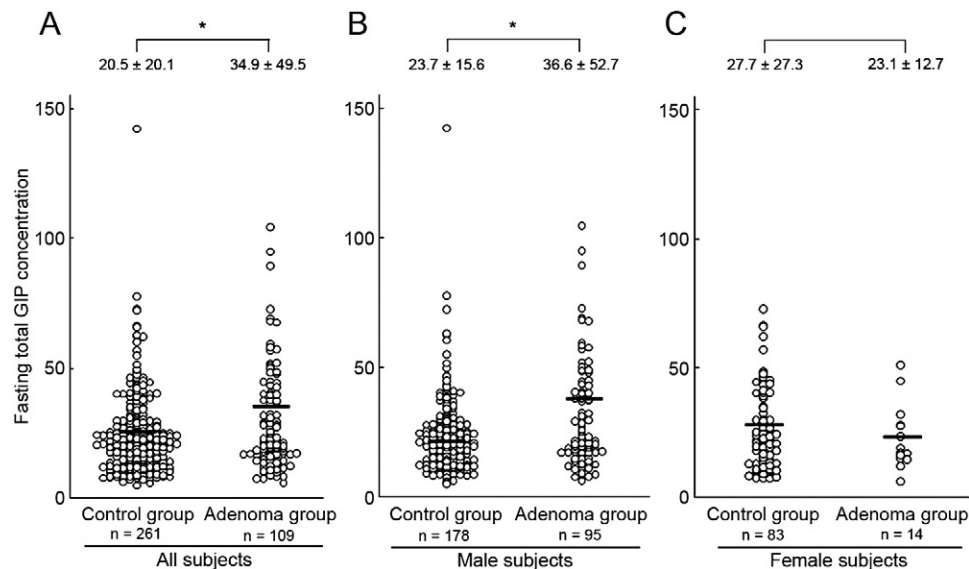 A
*
20.5 ± 20.1
34.9 ± 49.5
B
*
23.7 ± 15.6
36.6 ± 52.7
C
27.7 ± 27.3
23.1 ± 12.7
Fasting total GIP concentration
150
100
50
0
Control group
Adenoma group
n = 261
n = 109
All subjects
150
100
50
0
Control group
Adenoma group
n = 178
n = 95
Male subjects
150
100
50
0
Control group
Adenoma group
n = 83
n = 14
Female subjects